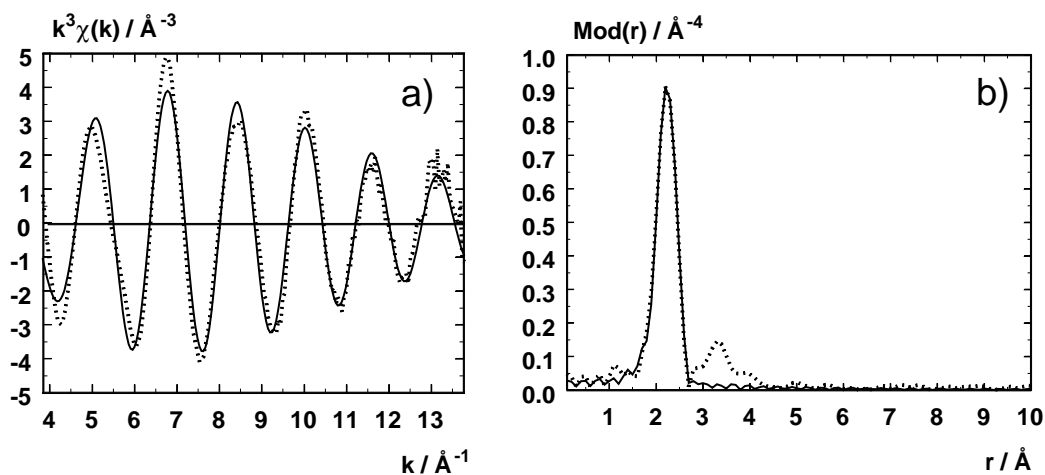 k³χ(k) / Å⁻³
a)
5
4
3
2
1
0
-1
-2
-3
-4
-5
4 5 6 7 8 9 10 11 12 13
k / Å⁻¹
Mod(r) / Å⁻⁴
b)
1.0
0.9
0.8
0.7
0.6
0.5
0.4
0.3
0.2
0.1
0.0
1 2 3 4 5 6 7 8 9 10
r / Å